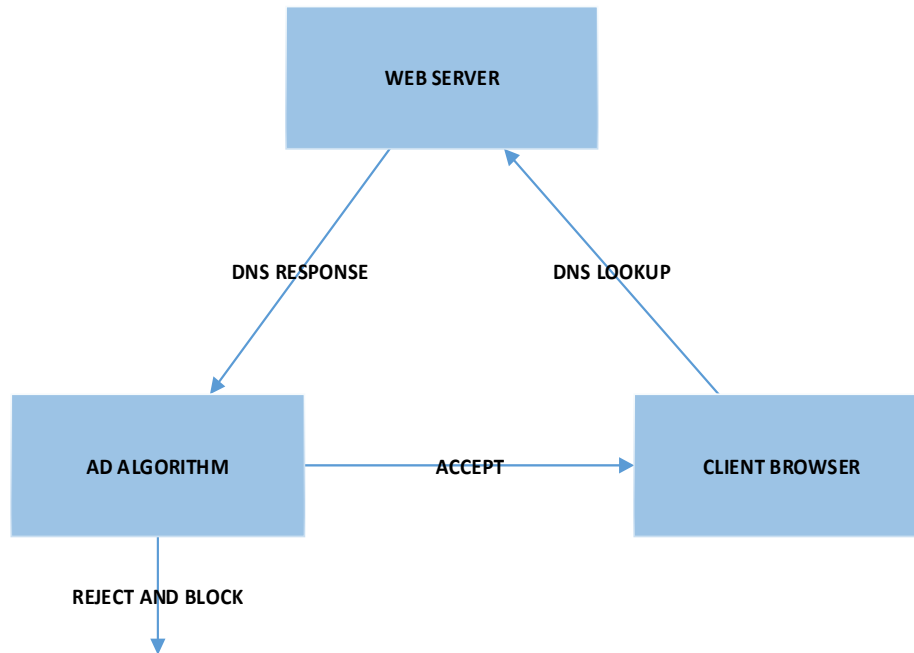 WEB SERVER
DNS RESPONSE
DNS LOOKUP
AD ALGORITHM
ACCEPT
CLIENT BROWSER
REJECT AND BLOCK